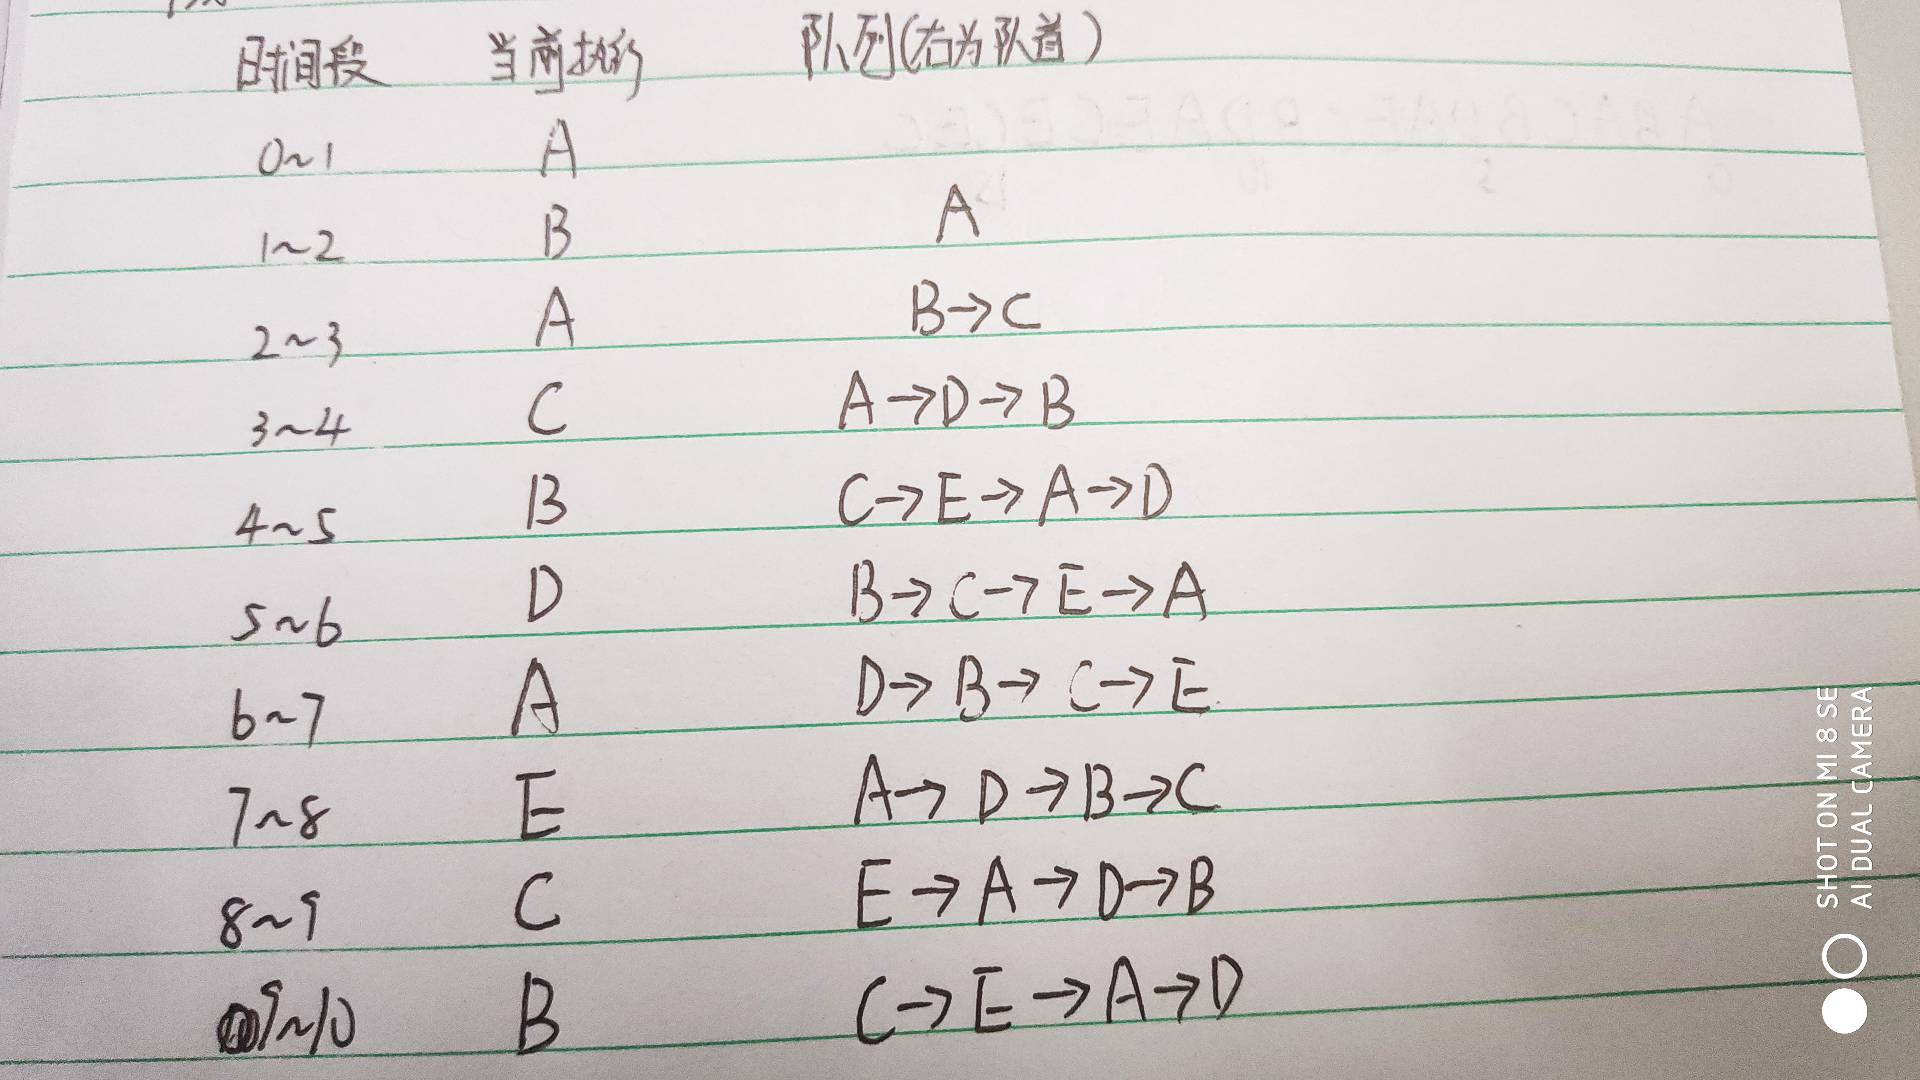 时间段 当前执行 队列(右为队首)
0~1 A
1~2 B A
2~3 A B→C
3~4 C A→D→B
4~5 B C→E→A→D
5~6 D B→C→E→A
6~7 A D→B→C→E
7~8 E A→D→B→C
8~9 C E→A→D→B
9~10 B C→E→A→D
SHOT ON MI 8 SE
AI DUAL CAMERA